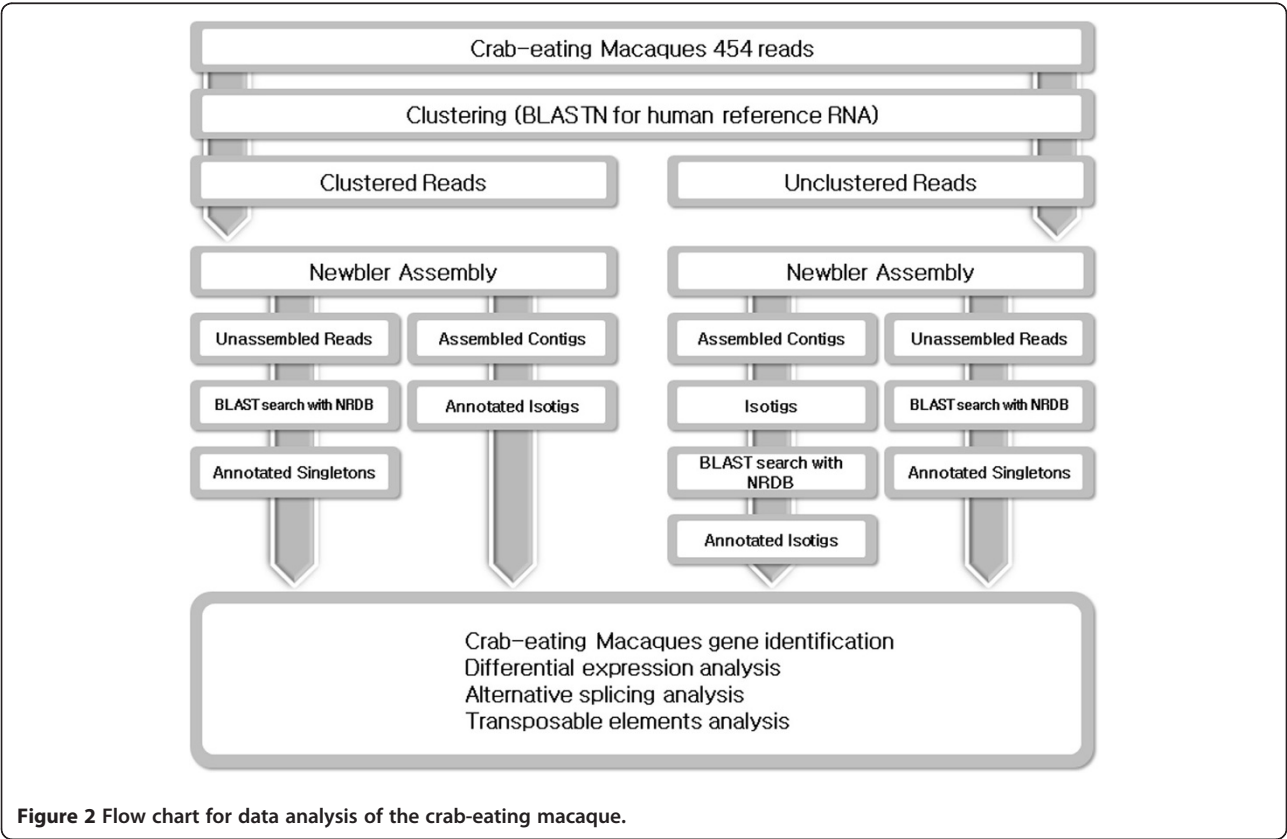 Crab-eating Macaques 454 reads
Clustering (BLASTN for human reference RNA)
Clustered Reads
Unclustered Reads
Newbler Assembly
Newbler Assembly
Unassembled Reads
Assembled Contigs
Assembled Contigs
Unassembled Reads
BLAST search with NRDB
Annotated Isotigs
Isotigs
BLAST search with NRDB
Annotated Singletons
BLAST search with
NRDB
Annotated Singletons
Annotated Isotigs
Crab-eating Macaques gene identification
Differential expression analysis
Alternative splicing analysis
Transposable elements analysis
Figure 2 Flow chart for data analysis of the crab-eating macaque.